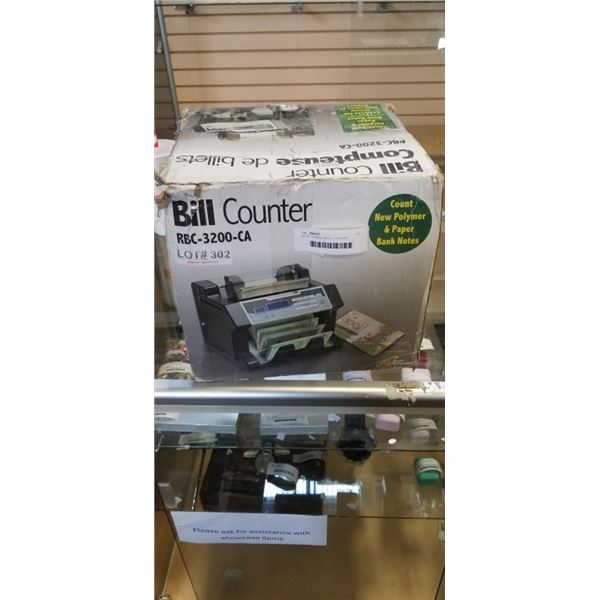 RBC-3200-CA
Compteuse de billets
Bill Counter
Bill Counter
RBC-3200-CA
LOT# 302
Count
New Polymer
& Paper
Bank Notes
100
Please ask for assistance with
showcase items